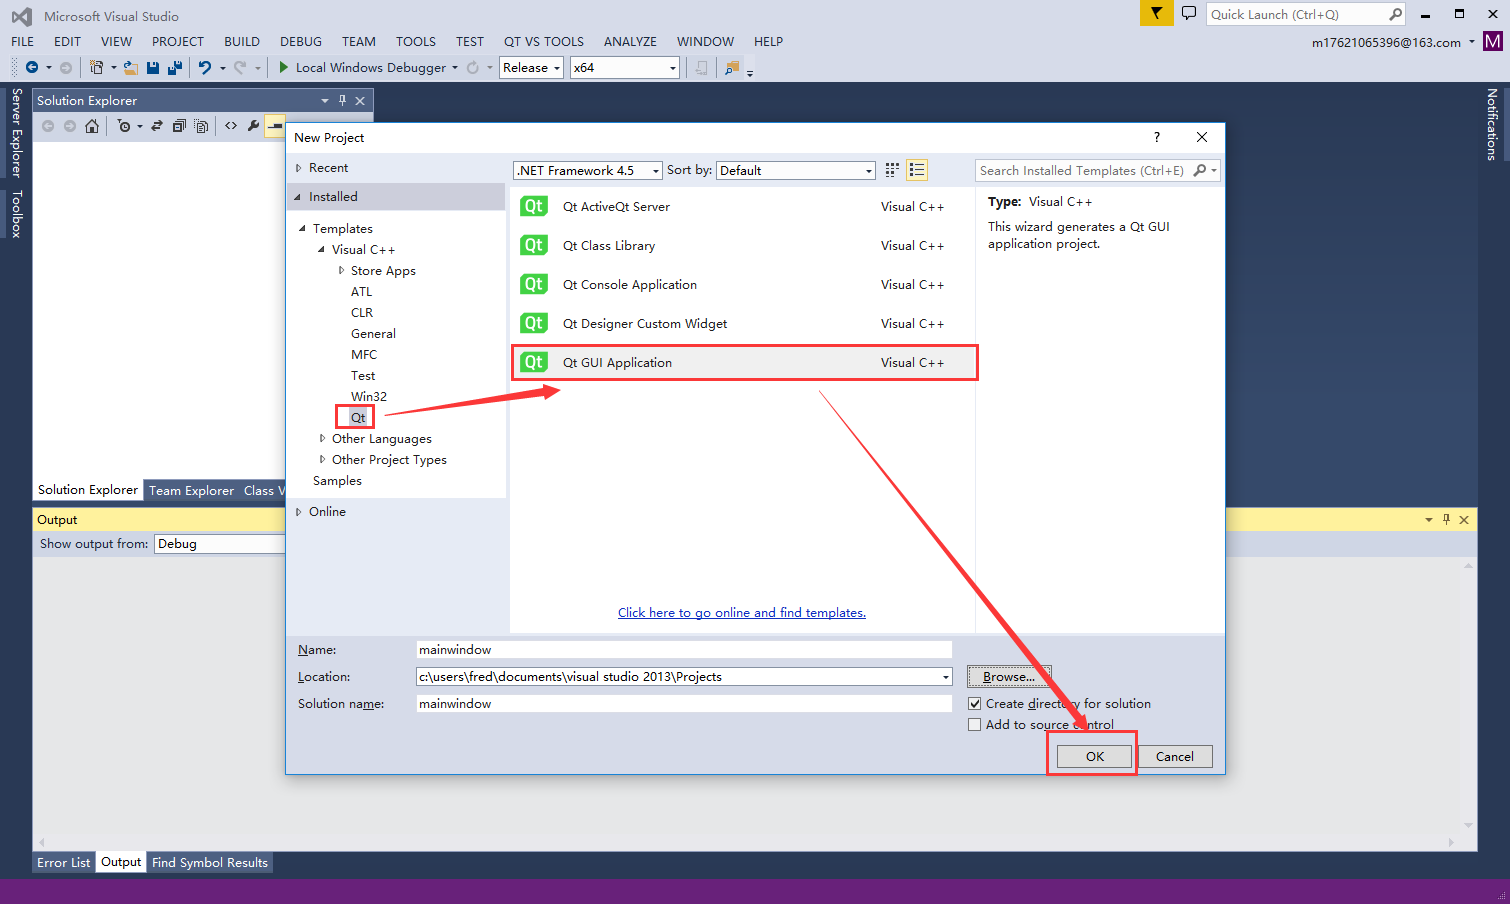 Microsoft Visual Studio
Quick Launch (Ctrl+Q)
FILE EDIT VIEW PROJECT BUILD DEBUG TEAM TOOLS TEST QT VS TOOLS ANALYZE WINDOW HELP
m17621065396@163.com M
Local Windows Debugger Release x64
Server Explorer
Toolbox
Notifications
Solution Explorer
New Project
?
Recent
.NET Framework 4.5 Sort by: Default
Search Installed Templates (Ctrl+E)
Installed
Templates
Visual C++
Store Apps
ATL
CLR
General
MFC
Test
Win32
Qt
Other Languages
Other Project Types
Samples
Online
Qt Qt ActiveQt Server Visual C++
Qt Qt Class Library Visual C++
Qt Qt Console Application Visual C++
Qt Qt Designer Custom Widget Visual C++
Qt Qt GUI Application Visual C++
Type: Visual C++
This wizard generates a Qt GUI
application project.
Click here to go online and find templates.
Solution Explorer Team Explorer Class V
Output
Show output from: Debug
Name: mainwindow
Location: c:\users\fred\documents\visual studio 2013\Projects Browse...
Solution name: mainwindow
Create directory for solution
Add to source control
OK Cancel
Error List Output Find Symbol Results